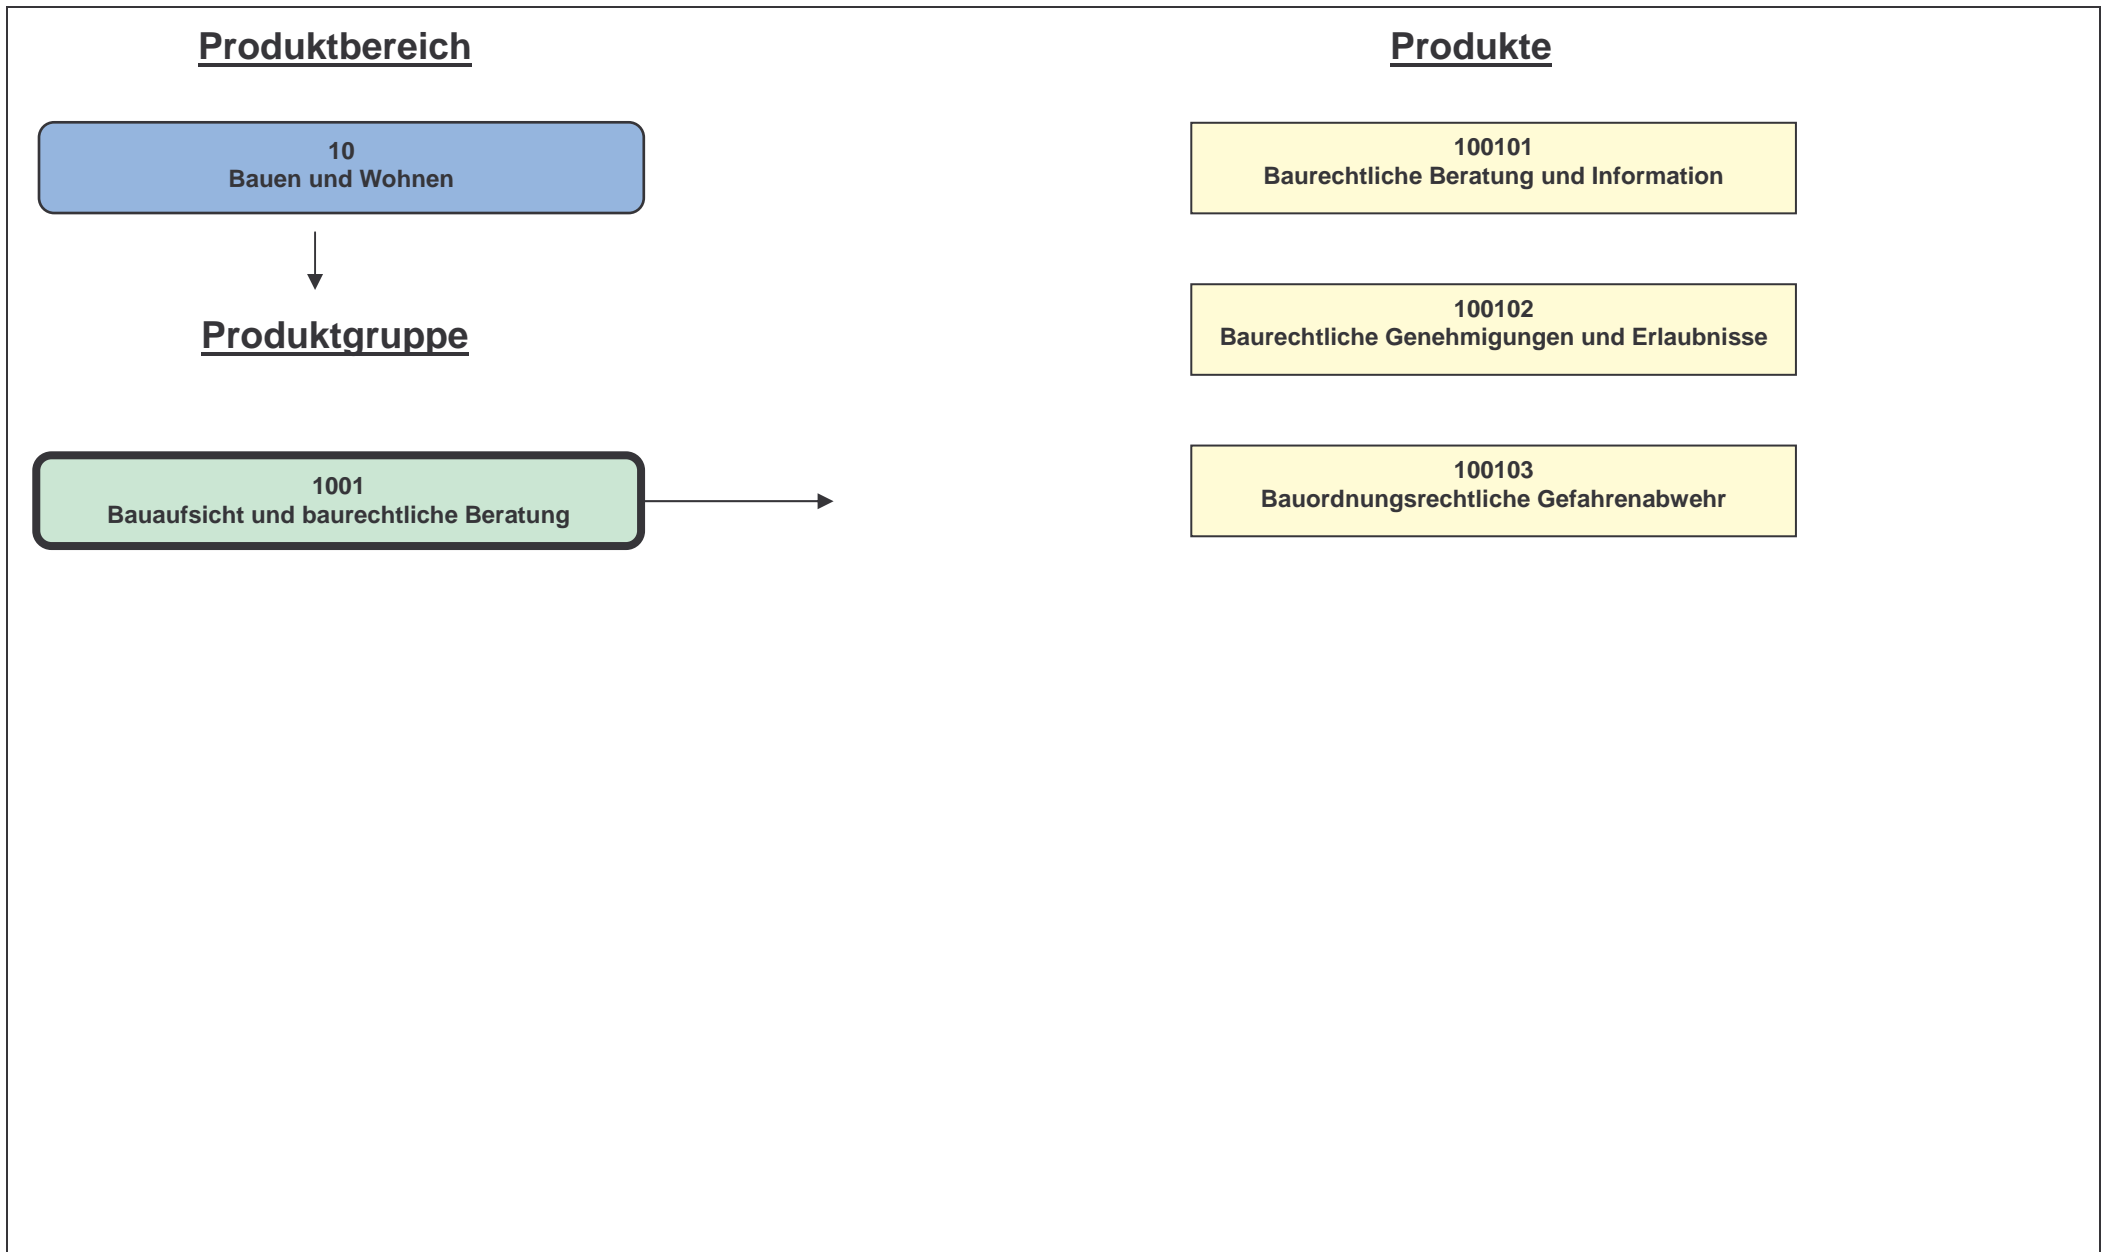 Produktbereich
10
Bauen und Wohnen
Produktgruppe
1001
Bauaufsicht und baurechtliche Beratung
Produkte
100101
Baurechtliche Beratung und Information
100102
Baurechtliche Genehmigungen und Erlaubnisse
100103
Bauordnungsrechtliche Gefahrenabwehr